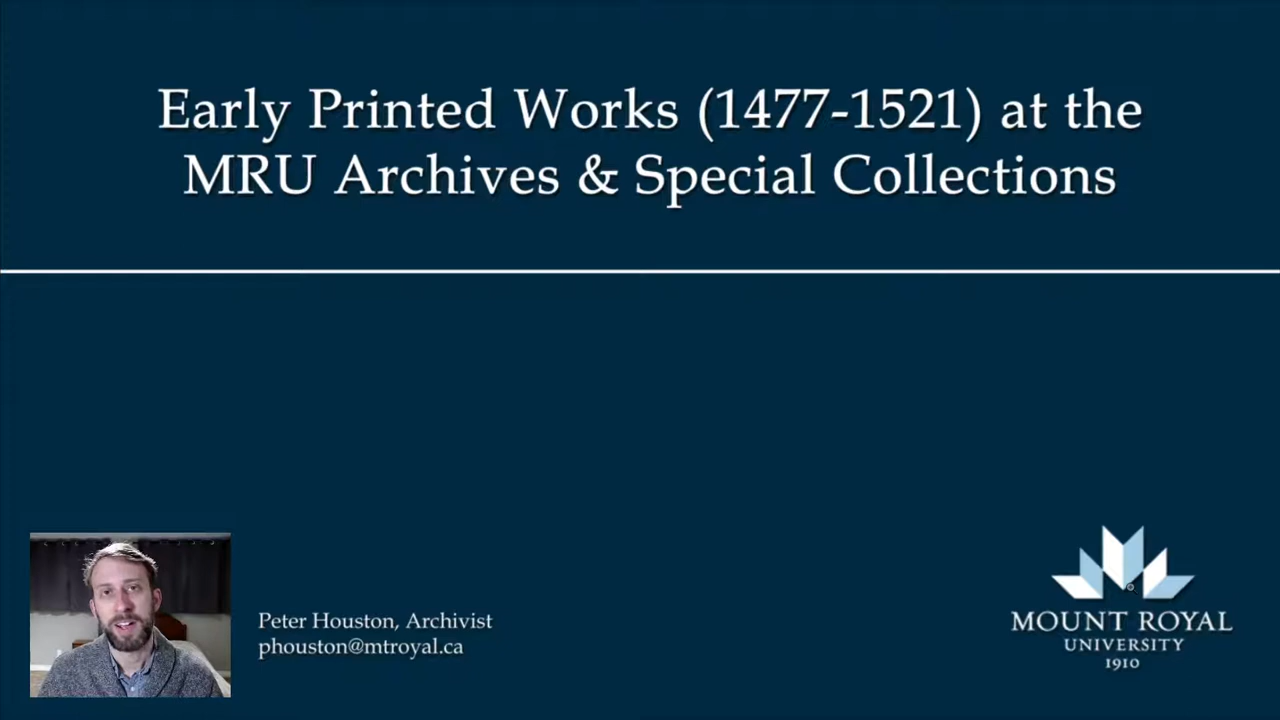 Early Printed Works (1477-1521) at the
MRU Archives & Special Collections
Peter Houston, Archivist
phouston@mtroyal.ca
MOUNT ROYAL
UNIVERSITY
1910